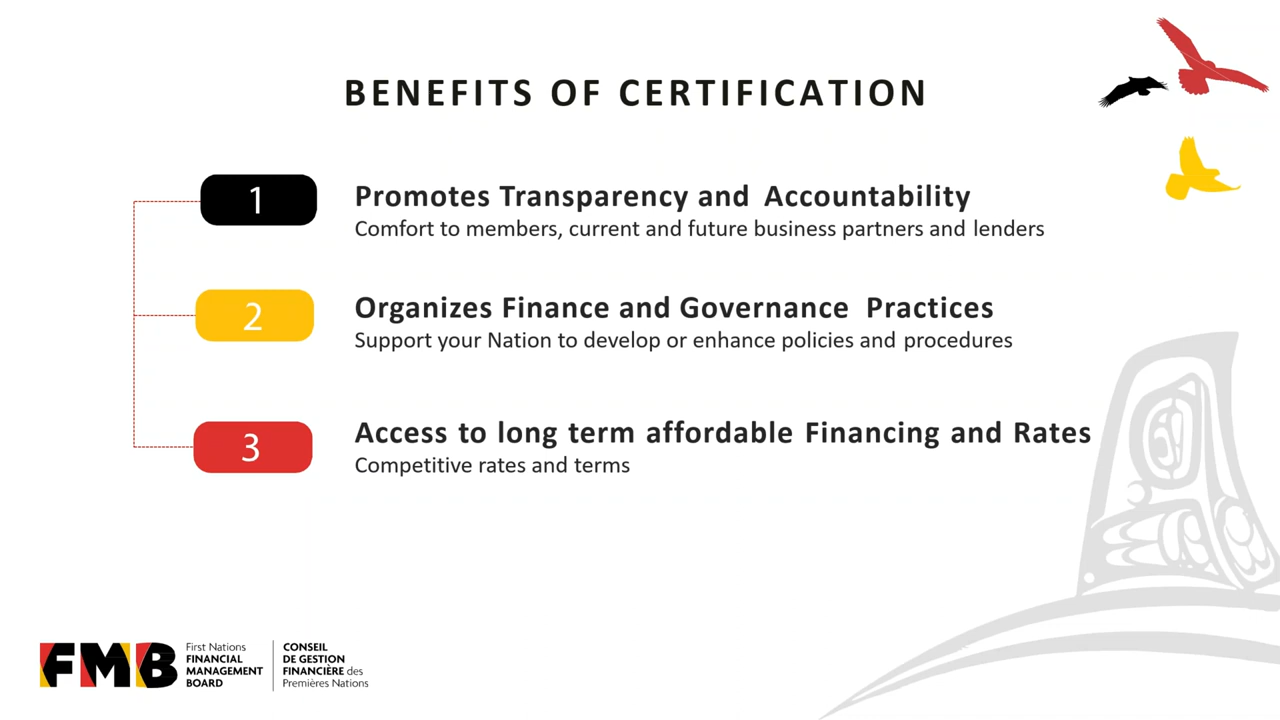 BENEFITS OF CERTIFICATION
1
Promotes Transparency and Accountability
Comfort to members, current and future business partners and lenders
2
Organizes Finance and Governance Practices
Support your Nation to develop or enhance policies and procedures
3
Access to long term affordable Financing and Rates
Competitive rates and terms
FMB
First Nations
FINANCIAL
MANAGEMENT
BOARD
CONSEIL
DE GESTION
FINANCIÈRE des
Premières Nations